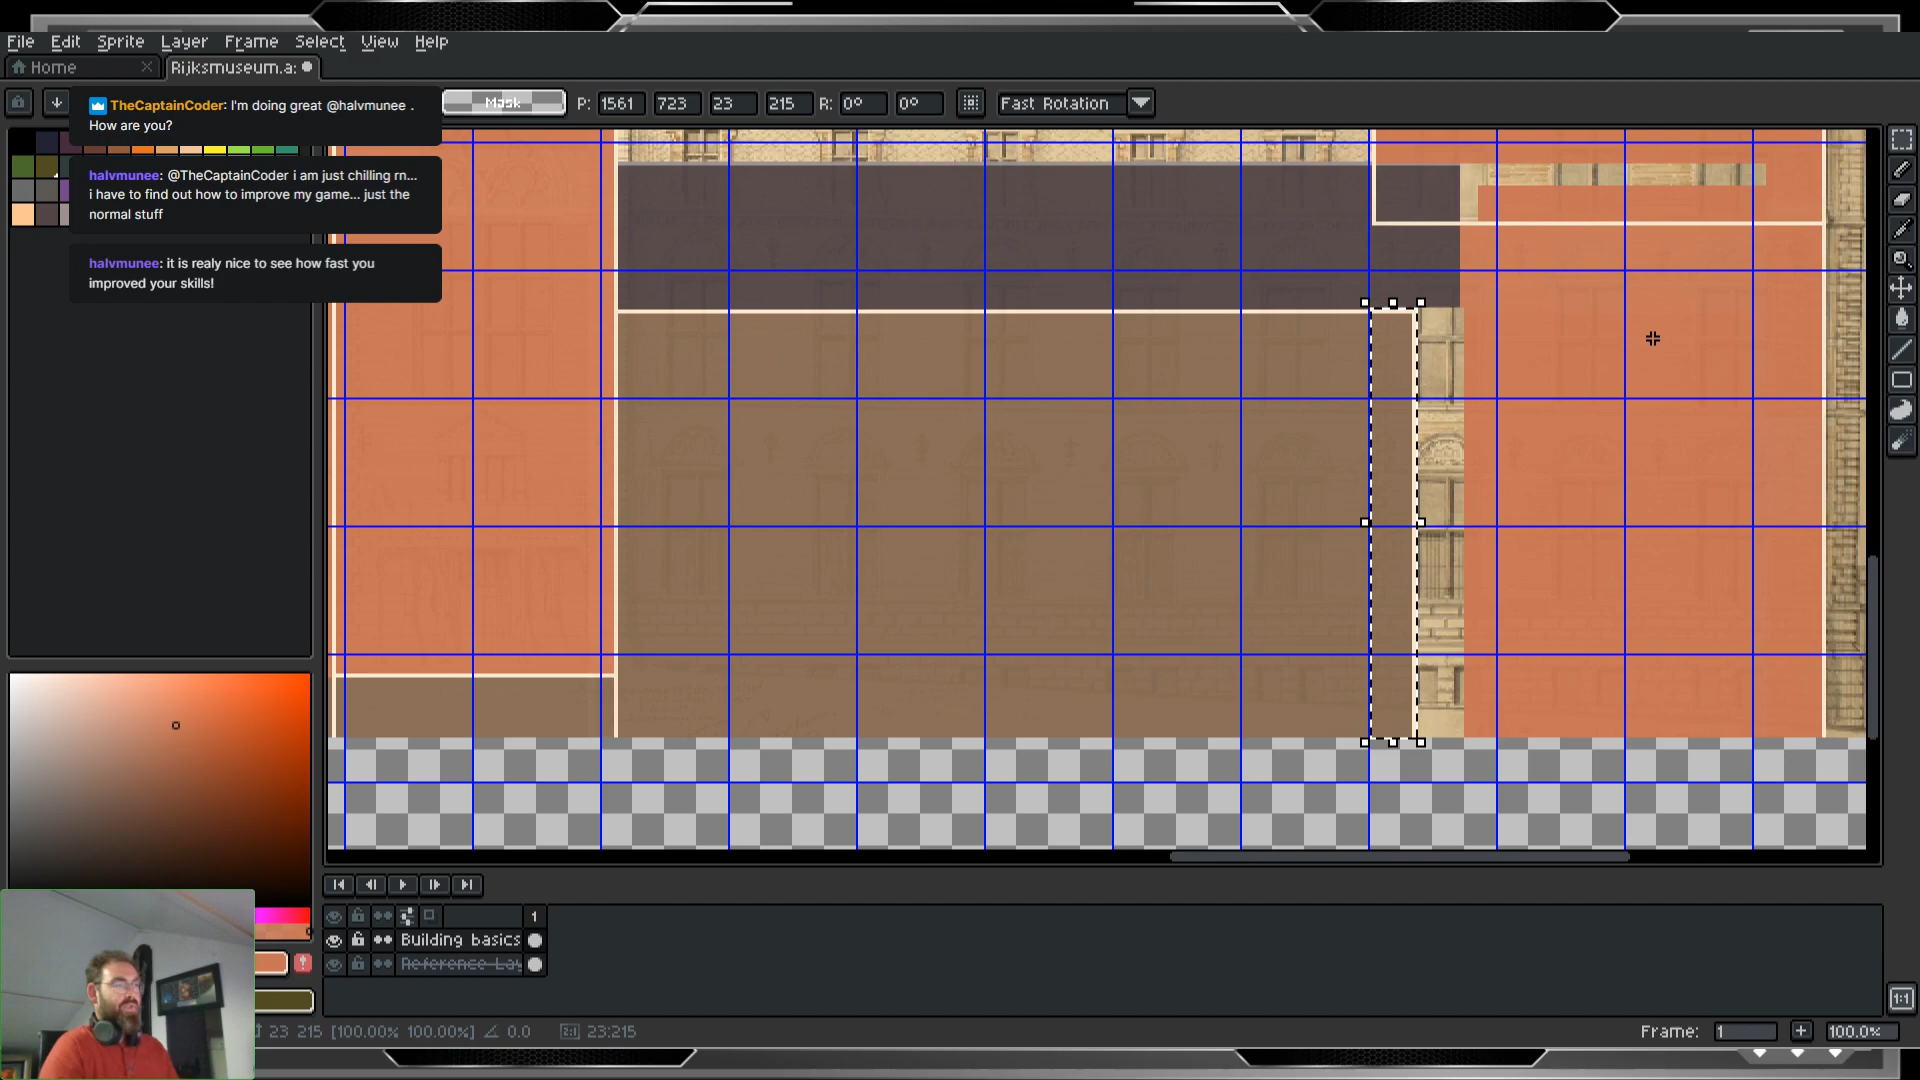 File Edit Sprite Layer Frame Select View Help
Home
Rijksmuseum.a:
TheCaptainCoder: I'm doing great @halvmunee .
How are you?
Mask P: 1561 723 23 215 R: 0° 0° Fast Rotation
halvmunee: @TheCaptainCoder i am just chilling rn...
i have to find out how to improve my game... just the
normal stuff
halvmunee: it is realy nice to see how fast you
improved your skills!
1
Building basics
Reference Lay
23 215 [100.00% 100.00%] 0.0 23:215
1:1
Frame: 1 + 100.0%